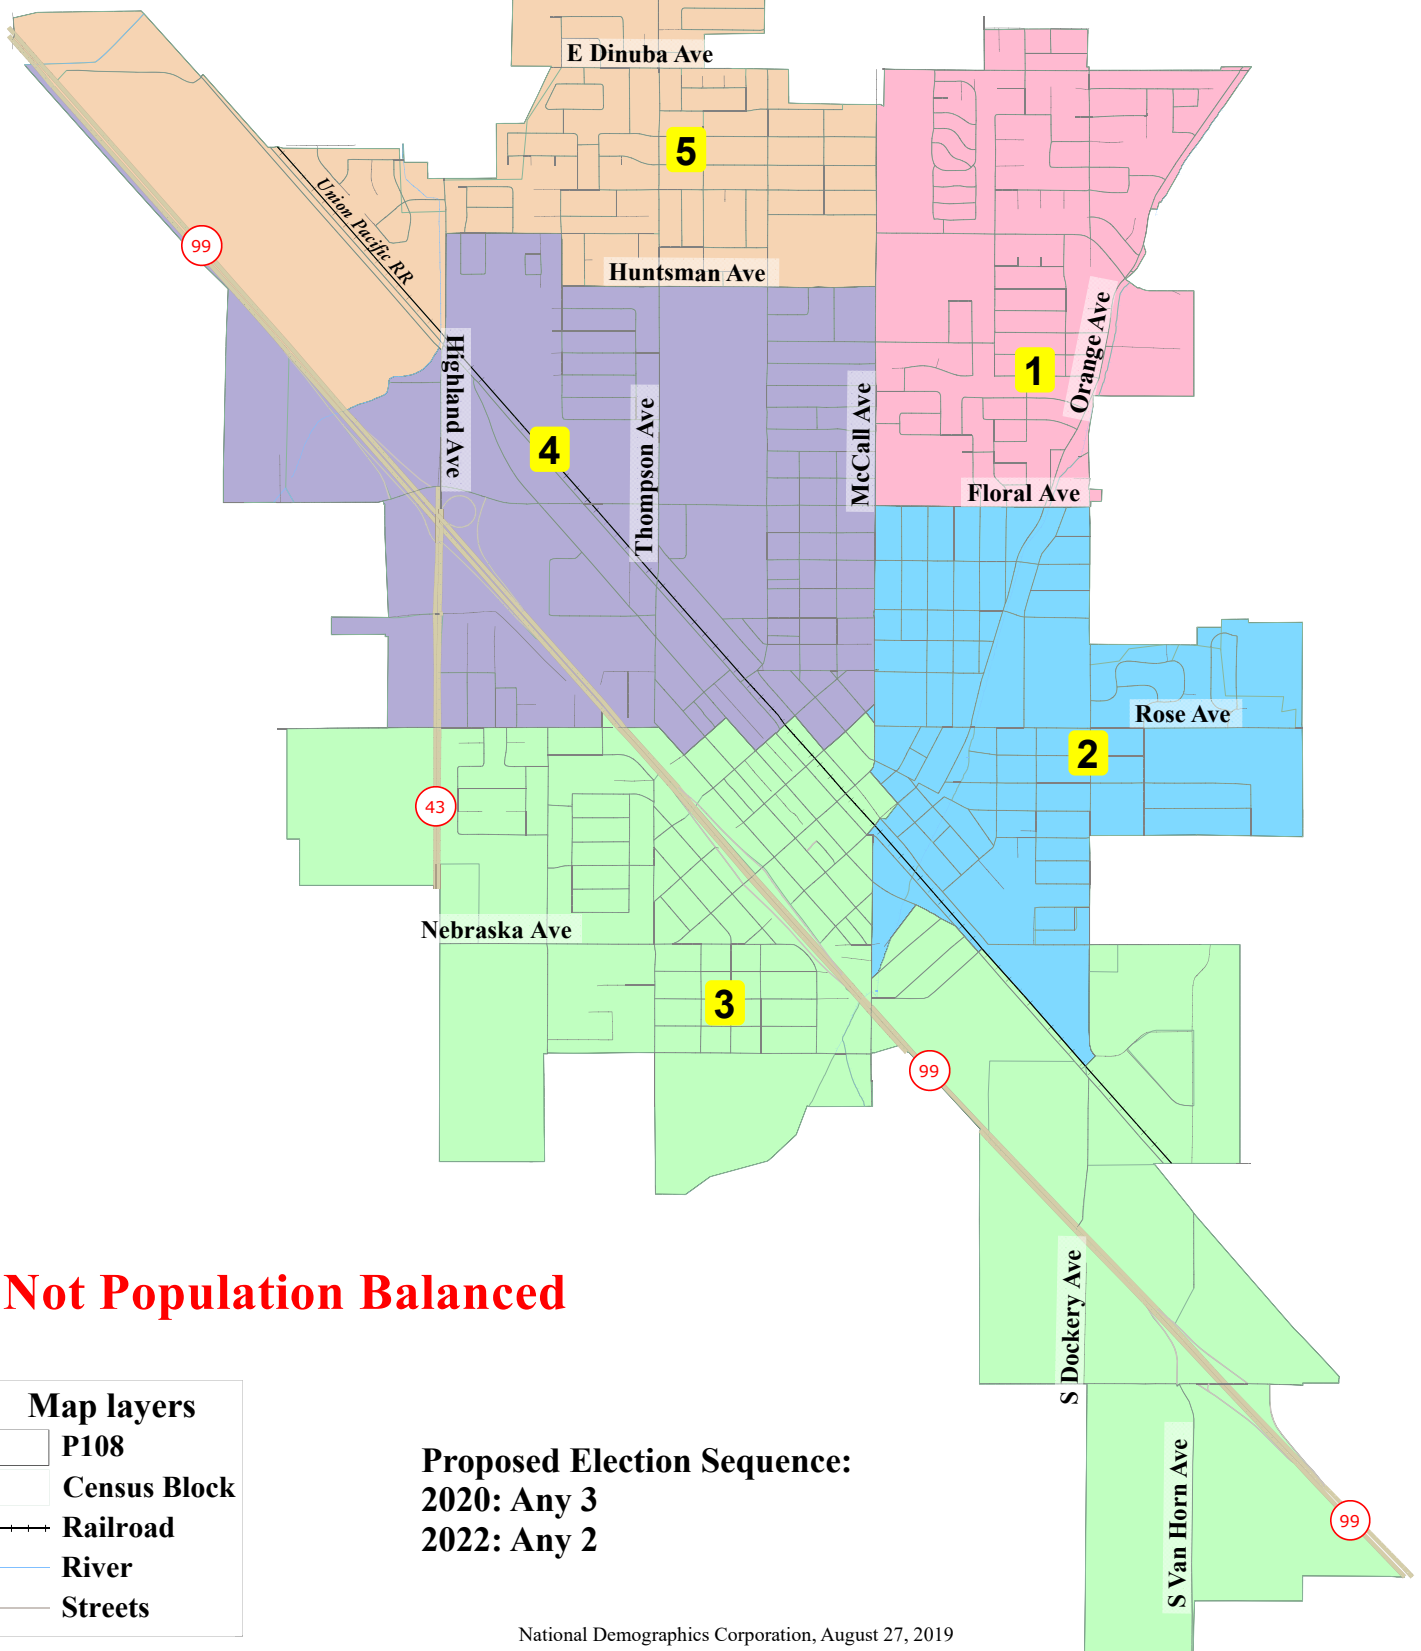 E Dinuba Ave
5
Union Pacific RR
99
Huntsman Ave
Orange Ave
1
Highland Ave
4
Thompson Ave
McCall Ave
Floral Ave
Rose Ave
2
43
Nebraska Ave
3
99
Not Population Balanced
S Dockery Ave
Map layers
P108
Census Block
Railroad
River
Streets
Proposed Election Sequence:
2020: Any 3
2022: Any 2
S Van Horn Ave
99
National Demographics Corporation, August 27, 2019